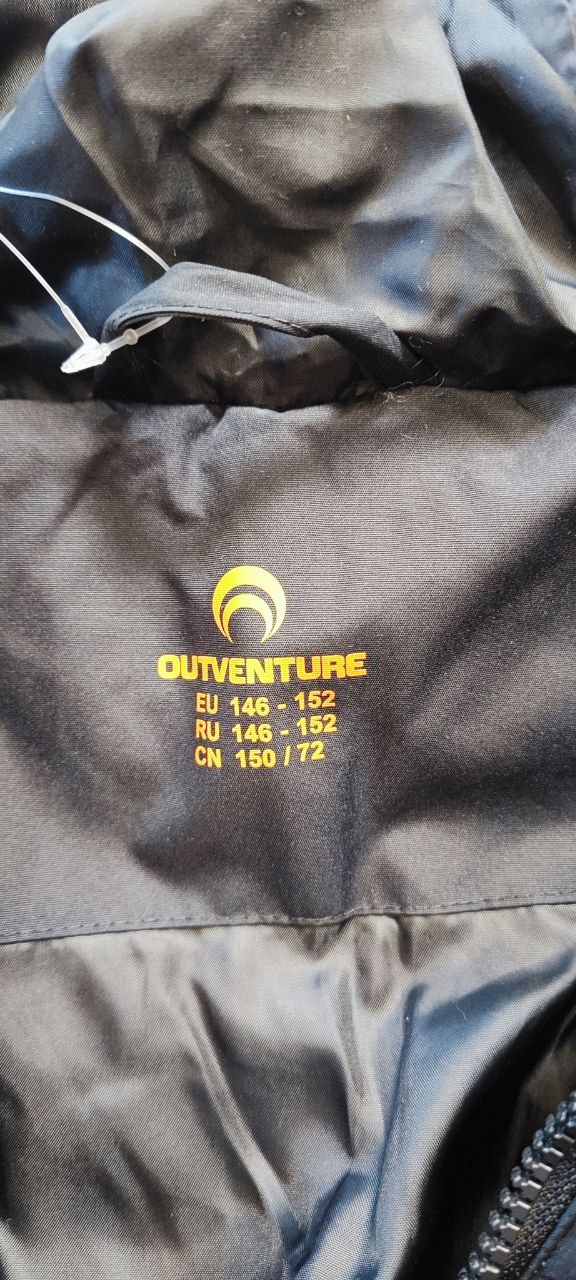 OUTVENTURE
EU 146 - 152
RU 146 - 152
CN 150 / 72